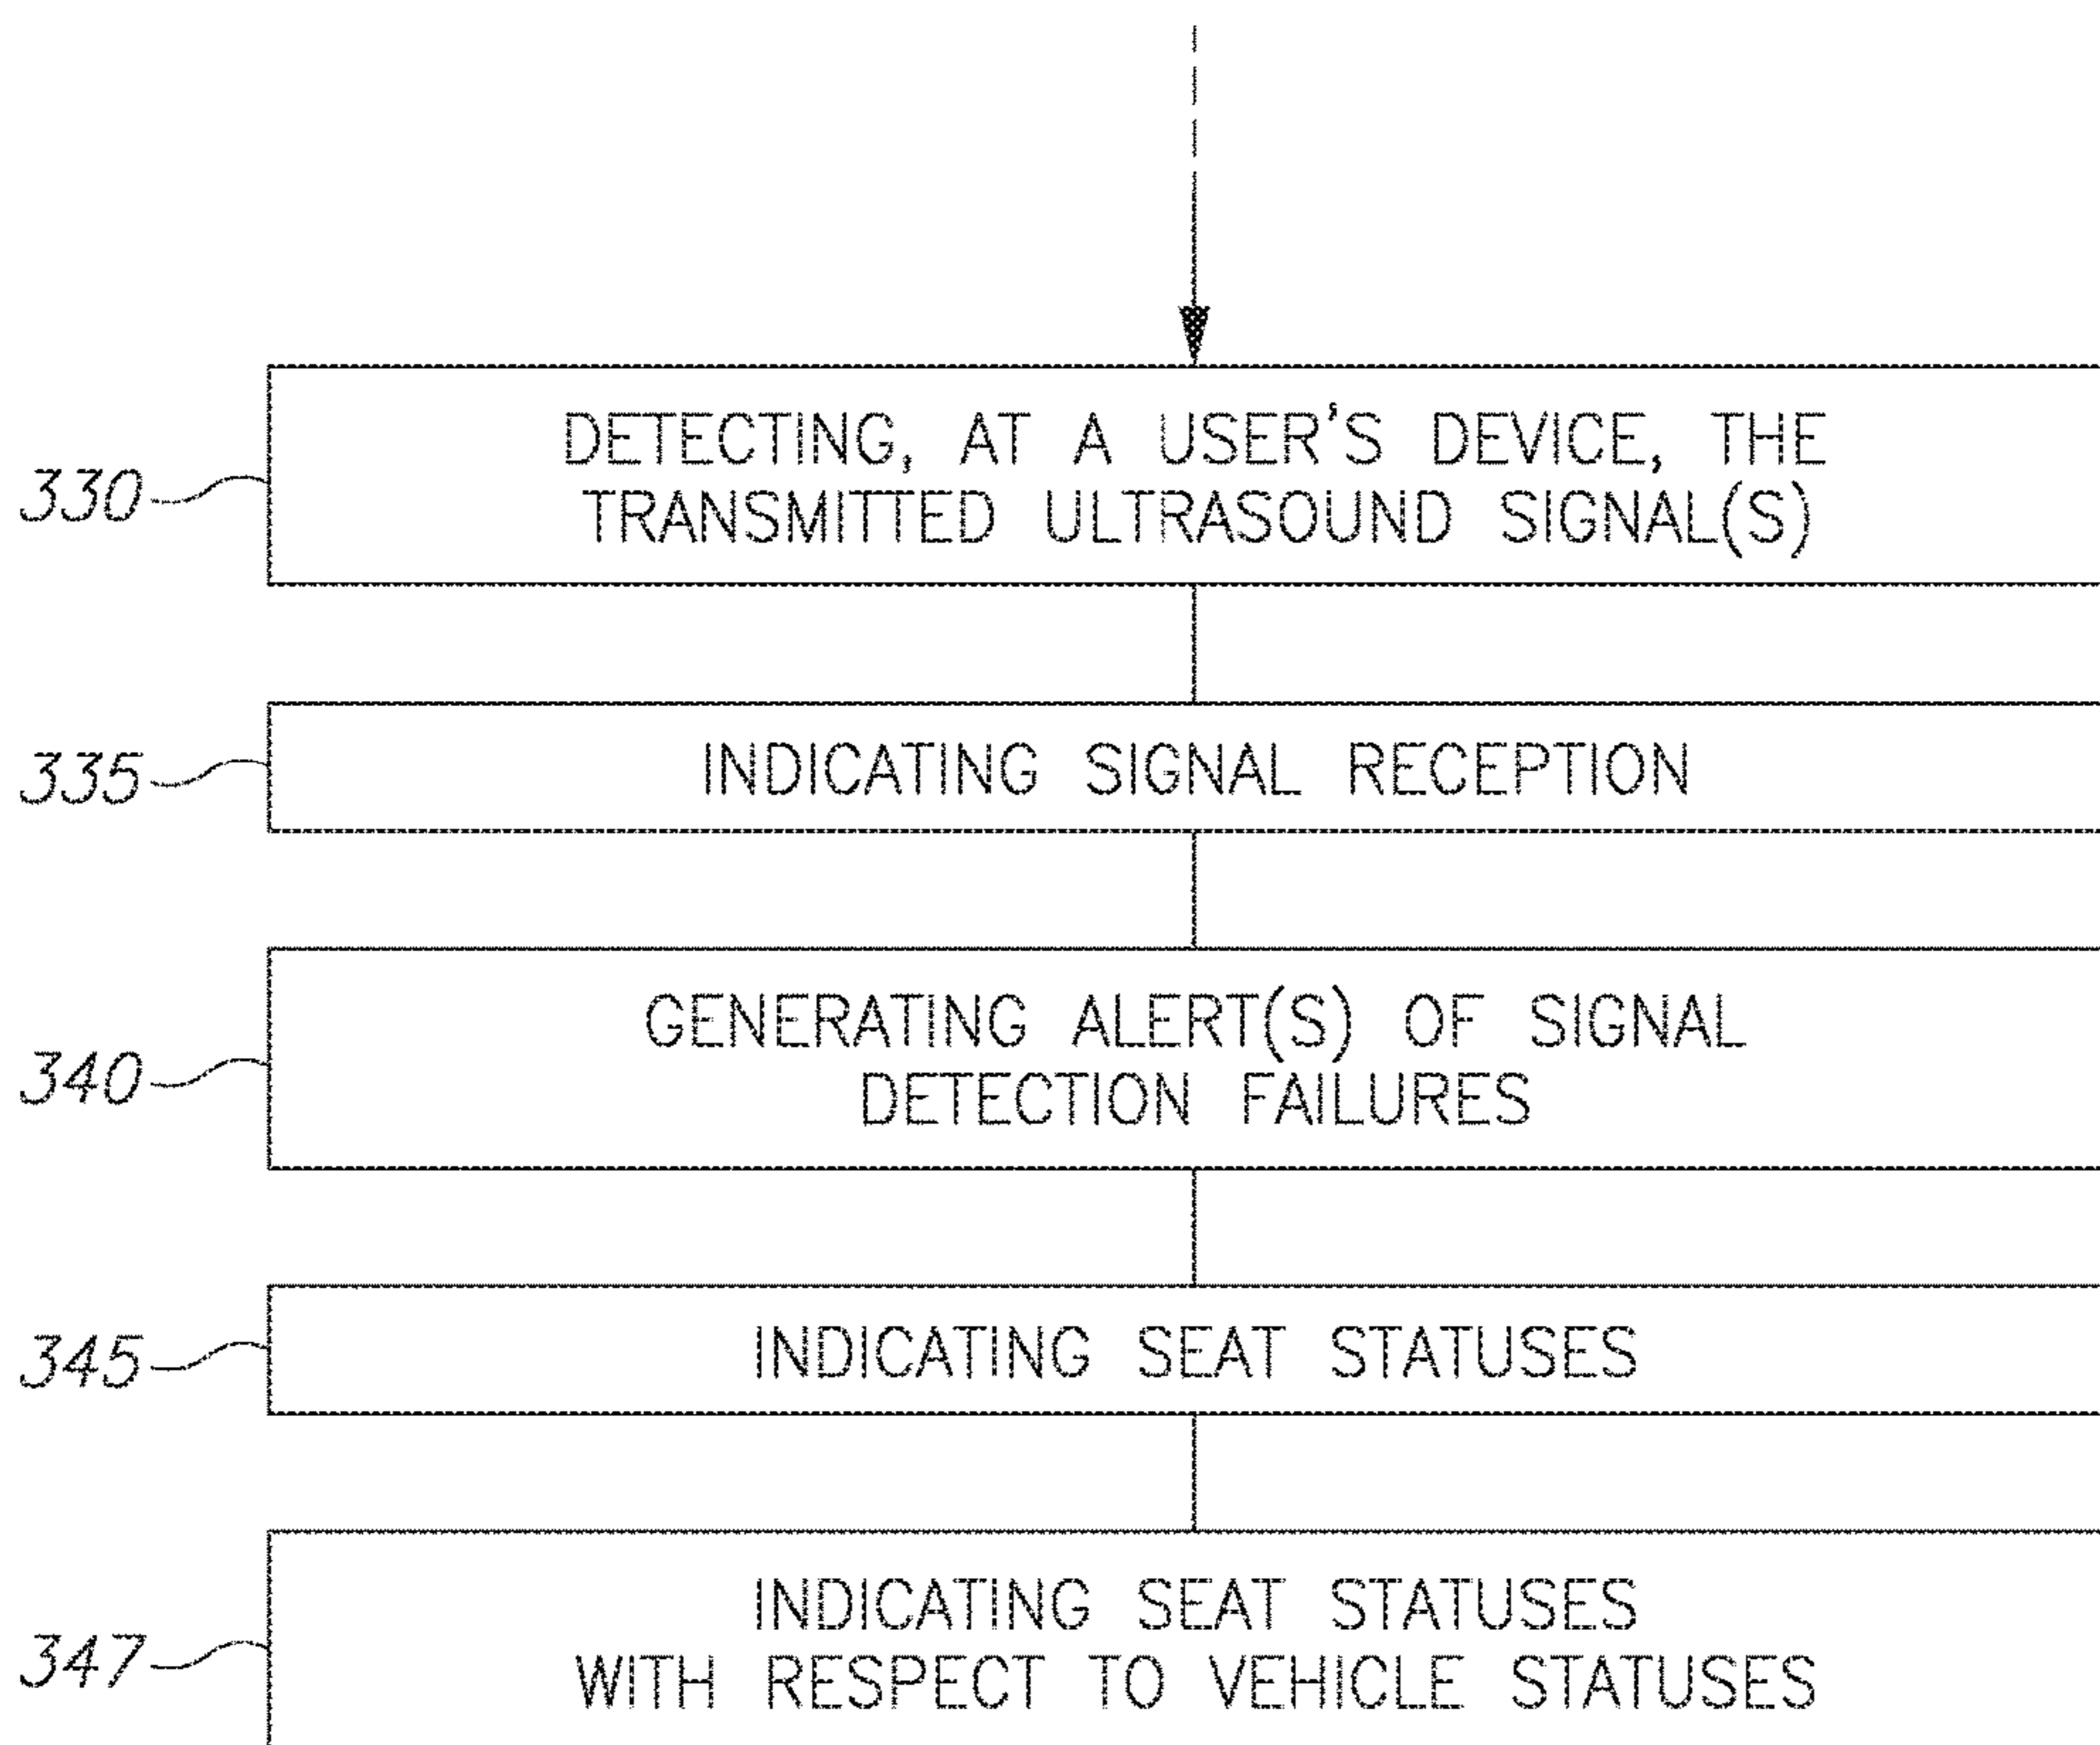 330
DETECTING, AT A USER'S DEVICE, THE
TRANSMITTED ULTRASOUND SIGNAL(S)
335
INDICATING SIGNAL RECEPTION
340
GENERATING ALERT(S) OF SIGNAL
DETECTION FAILURES
345
INDICATING SEAT STATUSES
347
INDICATING SEAT STATUSES
WITH RESPECT TO VEHICLE STATUSES